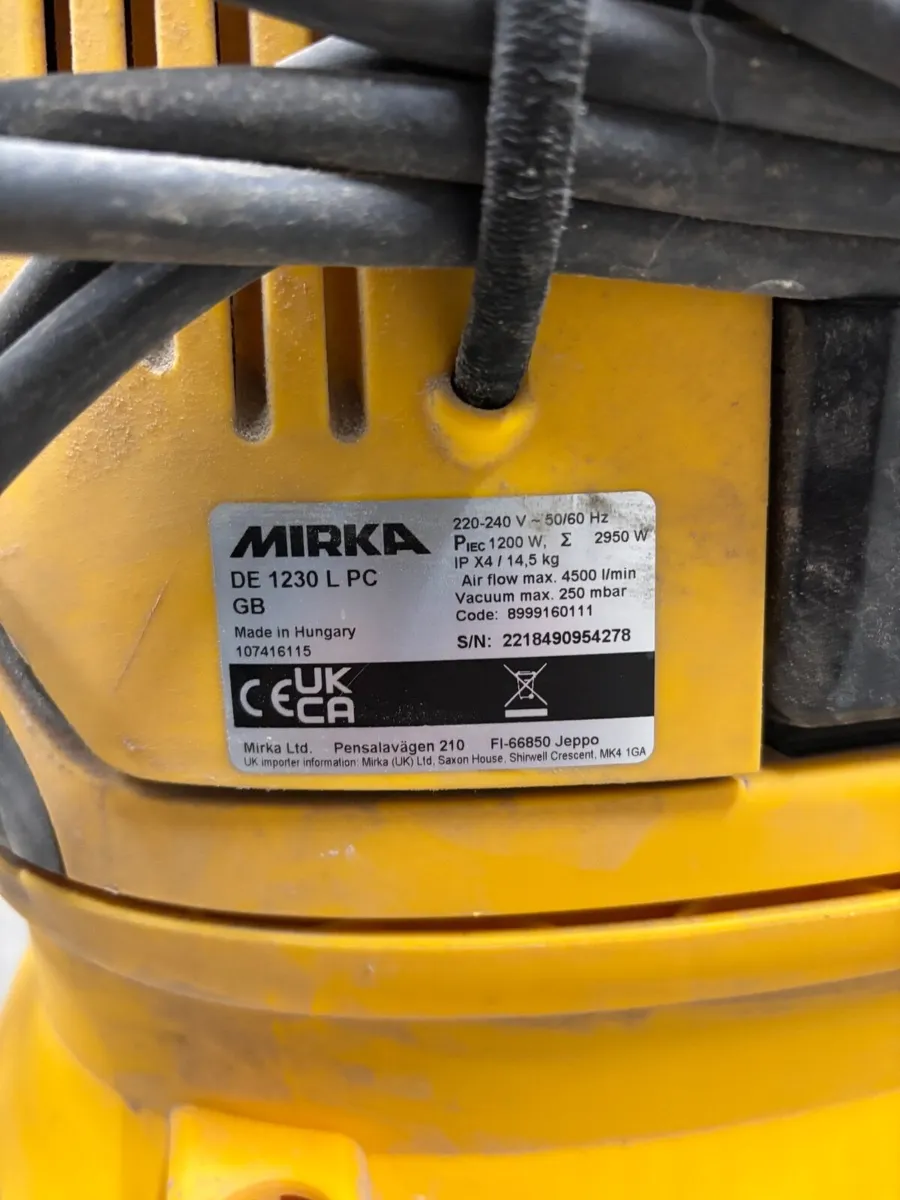 MIRKA
DE 1230 L PC
GB
Made in Hungary
107416115
220-240 V ~ 50/60 Hz
PIEC 1200 W, Σ 2950 W
IP X4 / 14,5 kg
Air flow max. 4500 l/min
Vacuum max. 250 mbar
Code: 8999160111
S/N: 2218490954278
CE UK
CA
Mirka Ltd. Pensalavägen 210 FI-66850 Jeppo
UK importer information: Mirka (UK) Ltd, Saxon House, Shirwell Crescent, MK4 1GA